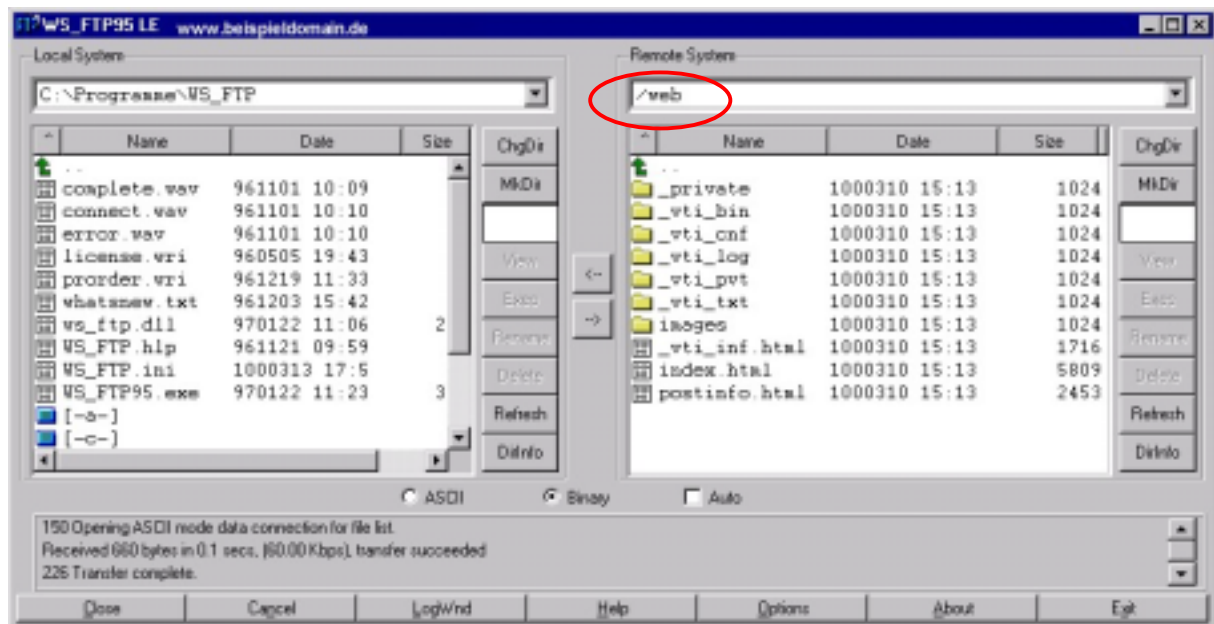 WS_FTP95 LE www.beispieldomain.de
Local System
C:\Programme\WS_FTP
^ Name Date Size
..
complete.wav 961101 10:09
connect.wav 961101 10:10
error.wav 961101 10:10
license.wri 960505 19:43
prorder.wri 961219 11:33
whatsnew.txt 961203 15:42
ws_ftp.dll 970122 11:06 2
WS_FTP.hlp 961121 09:59
WS_FTP.ini 1000313 17:5
WS_FTP95.exe 970122 11:23 3
[-a-]
[-c-]
ChgDir
MkDir
View
Exec
Rename
Delete
Refresh
DirInfo
<--
-->
Remote System
/web
^ Name Date Size
..
_private 1000310 15:13 1024
_vti_bin 1000310 15:13 1024
_vti_cnf 1000310 15:13 1024
_vti_log 1000310 15:13 1024
_vti_pvt 1000310 15:13 1024
_vti_txt 1000310 15:13 1024
images 1000310 15:13 1024
_vti_inf.html 1000310 15:13 1716
index.html 1000310 15:13 5809
postinfo.html 1000310 15:13 2453
ChgDir
MkDir
View
Exec
Rename
Delete
Refresh
DirInfo
ASCII Binary Auto
150 Opening ASCII mode data connection for file list.
Received 660 bytes in 0.1 secs, (60.00 Kbps), transfer succeeded
226 Transfer complete.
Close Cancel LogWnd Help Options About Exit